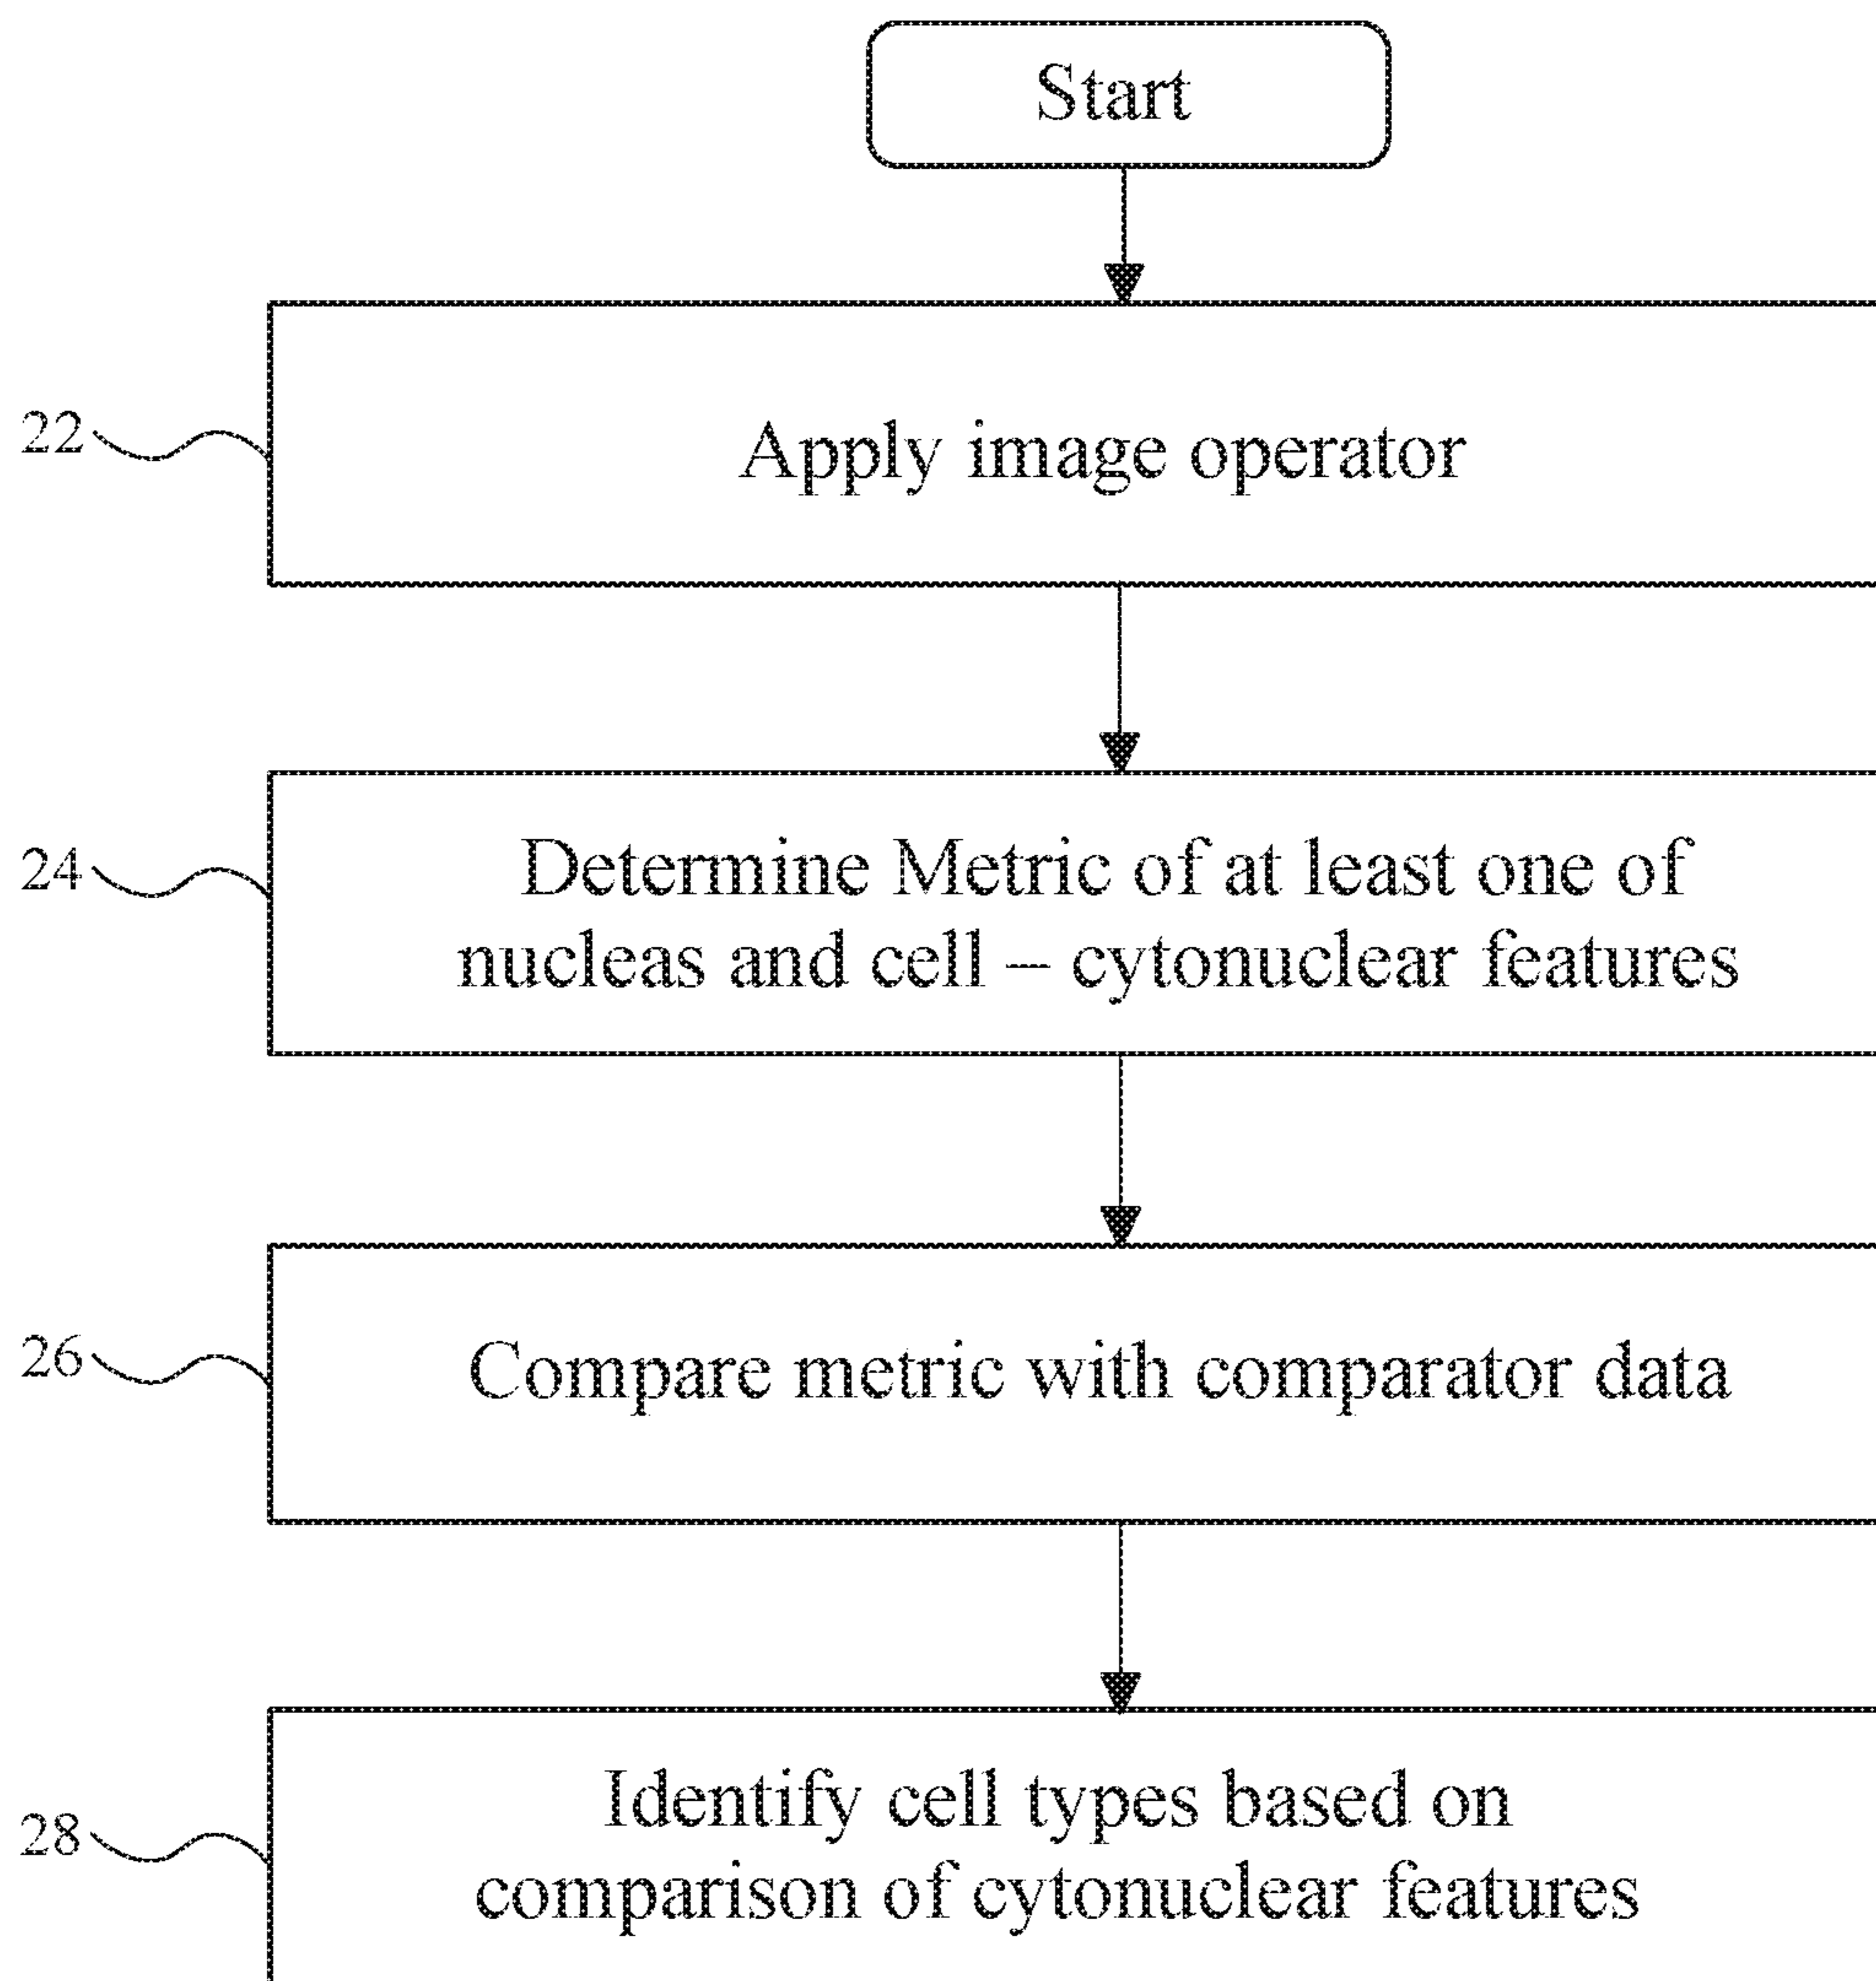 Start
22
Apply image operator
24
Determine Metric of at least one of
nucleas and cell – cytonuclear features
26
Compare metric with comparator data
28
Identify cell types based on
comparison of cytonuclear features